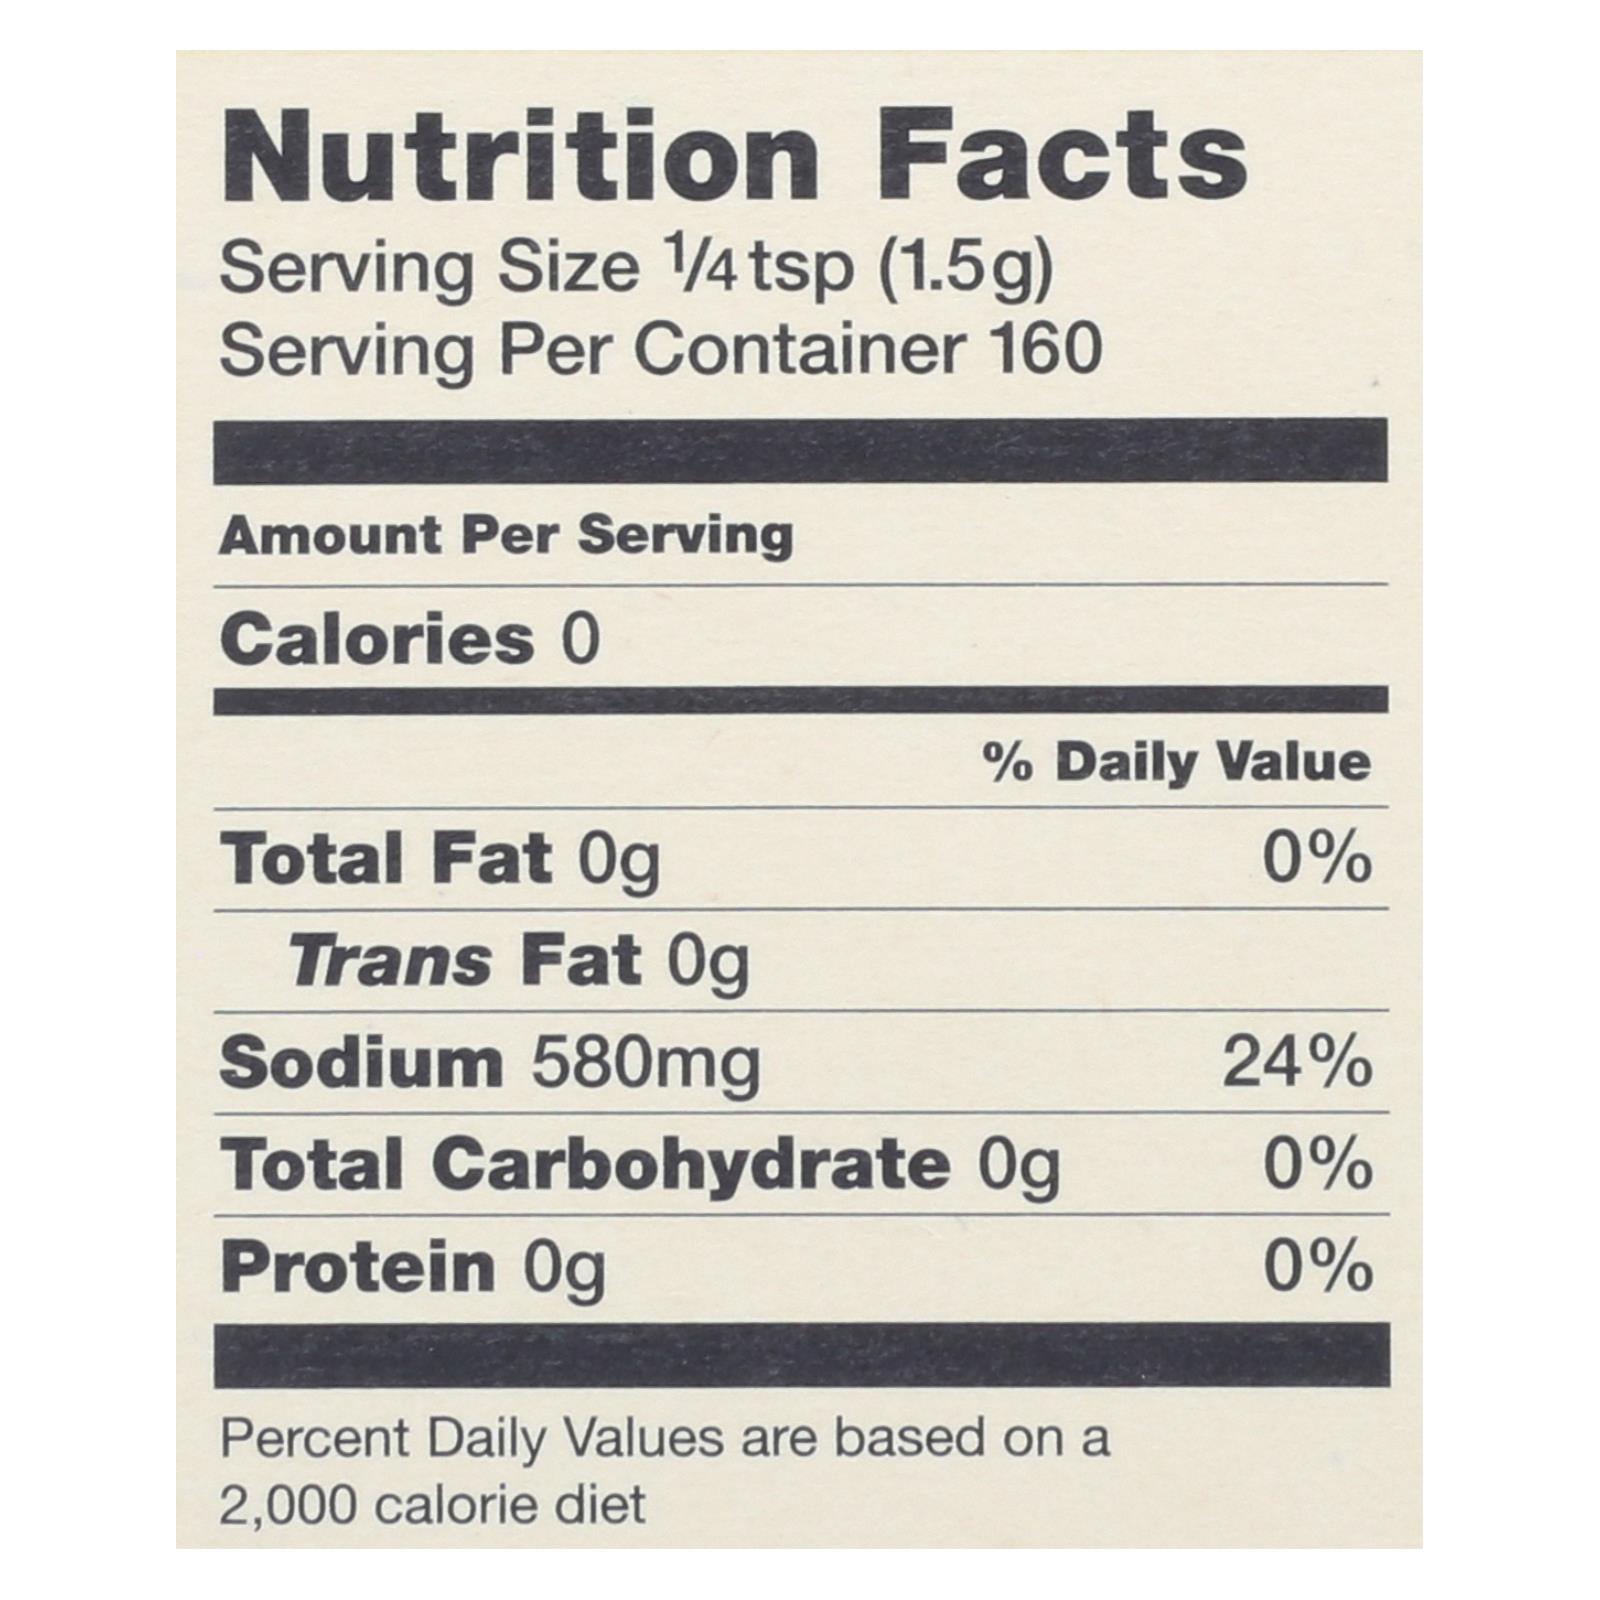 Nutrition Facts
Serving Size ¼ tsp (1.5g)
Serving Per Container 160
Amount Per Serving
Calories 0
% Daily Value
Total Fat 0g 0%
Trans Fat 0g
Sodium 580mg 24%
Total Carbohydrate 0g 0%
Protein 0g 0%
Percent Daily Values are based on a
2,000 calorie diet